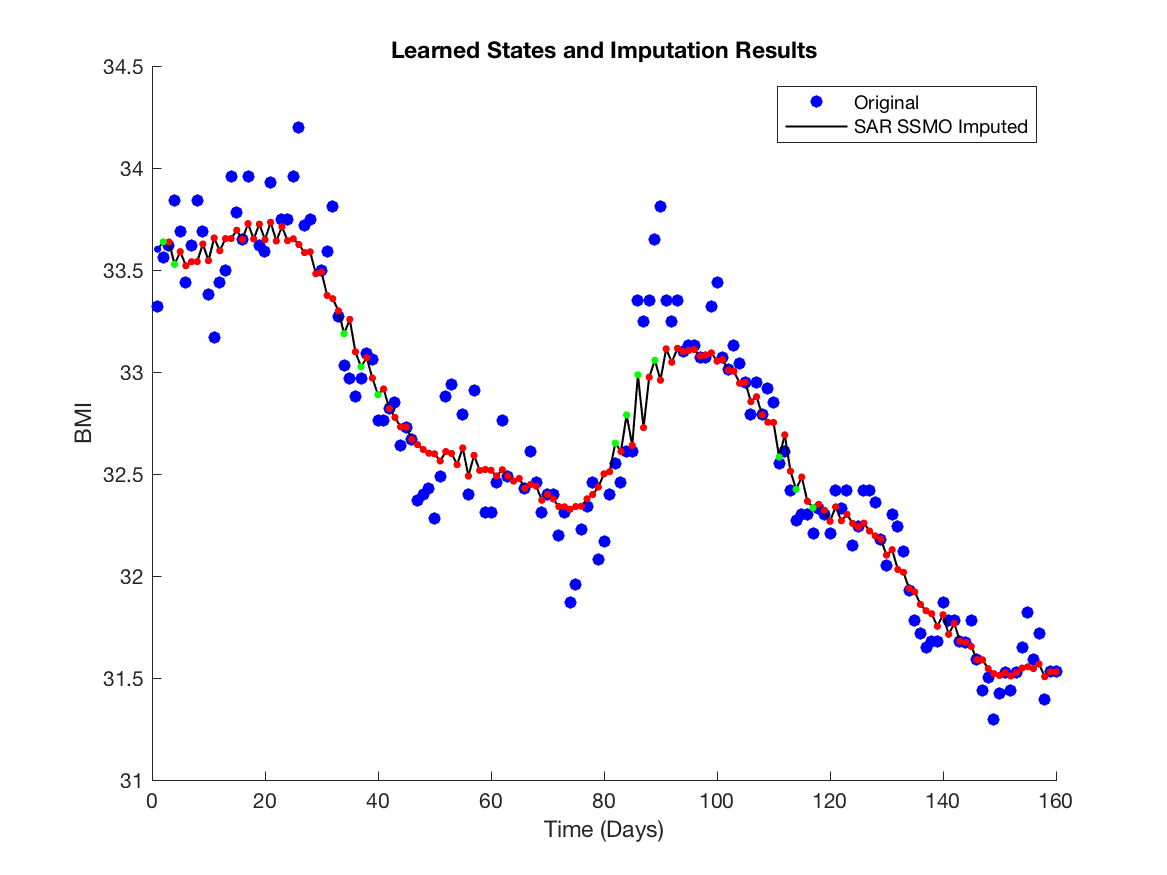 Learned States and Imputation Results
Original
SAR SSMO Imputed
34.5
34
33.5
33
32.5
32
31.5
31
BMI
0 20 40 60 80 100 120 140 160
Time (Days)